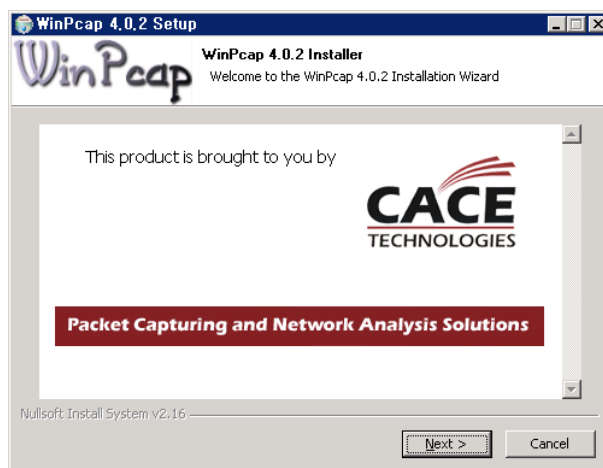 WinPcap 4.0.2 Setup
WinPcap
WinPcap 4.0.2 Installer
Welcome to the WinPcap 4.0.2 Installation Wizard
This product is brought to you by
CACE
TECHNOLOGIES
Packet Capturing and Network Analysis Solutions
Nullsoft Install System v2.16
Next >
Cancel